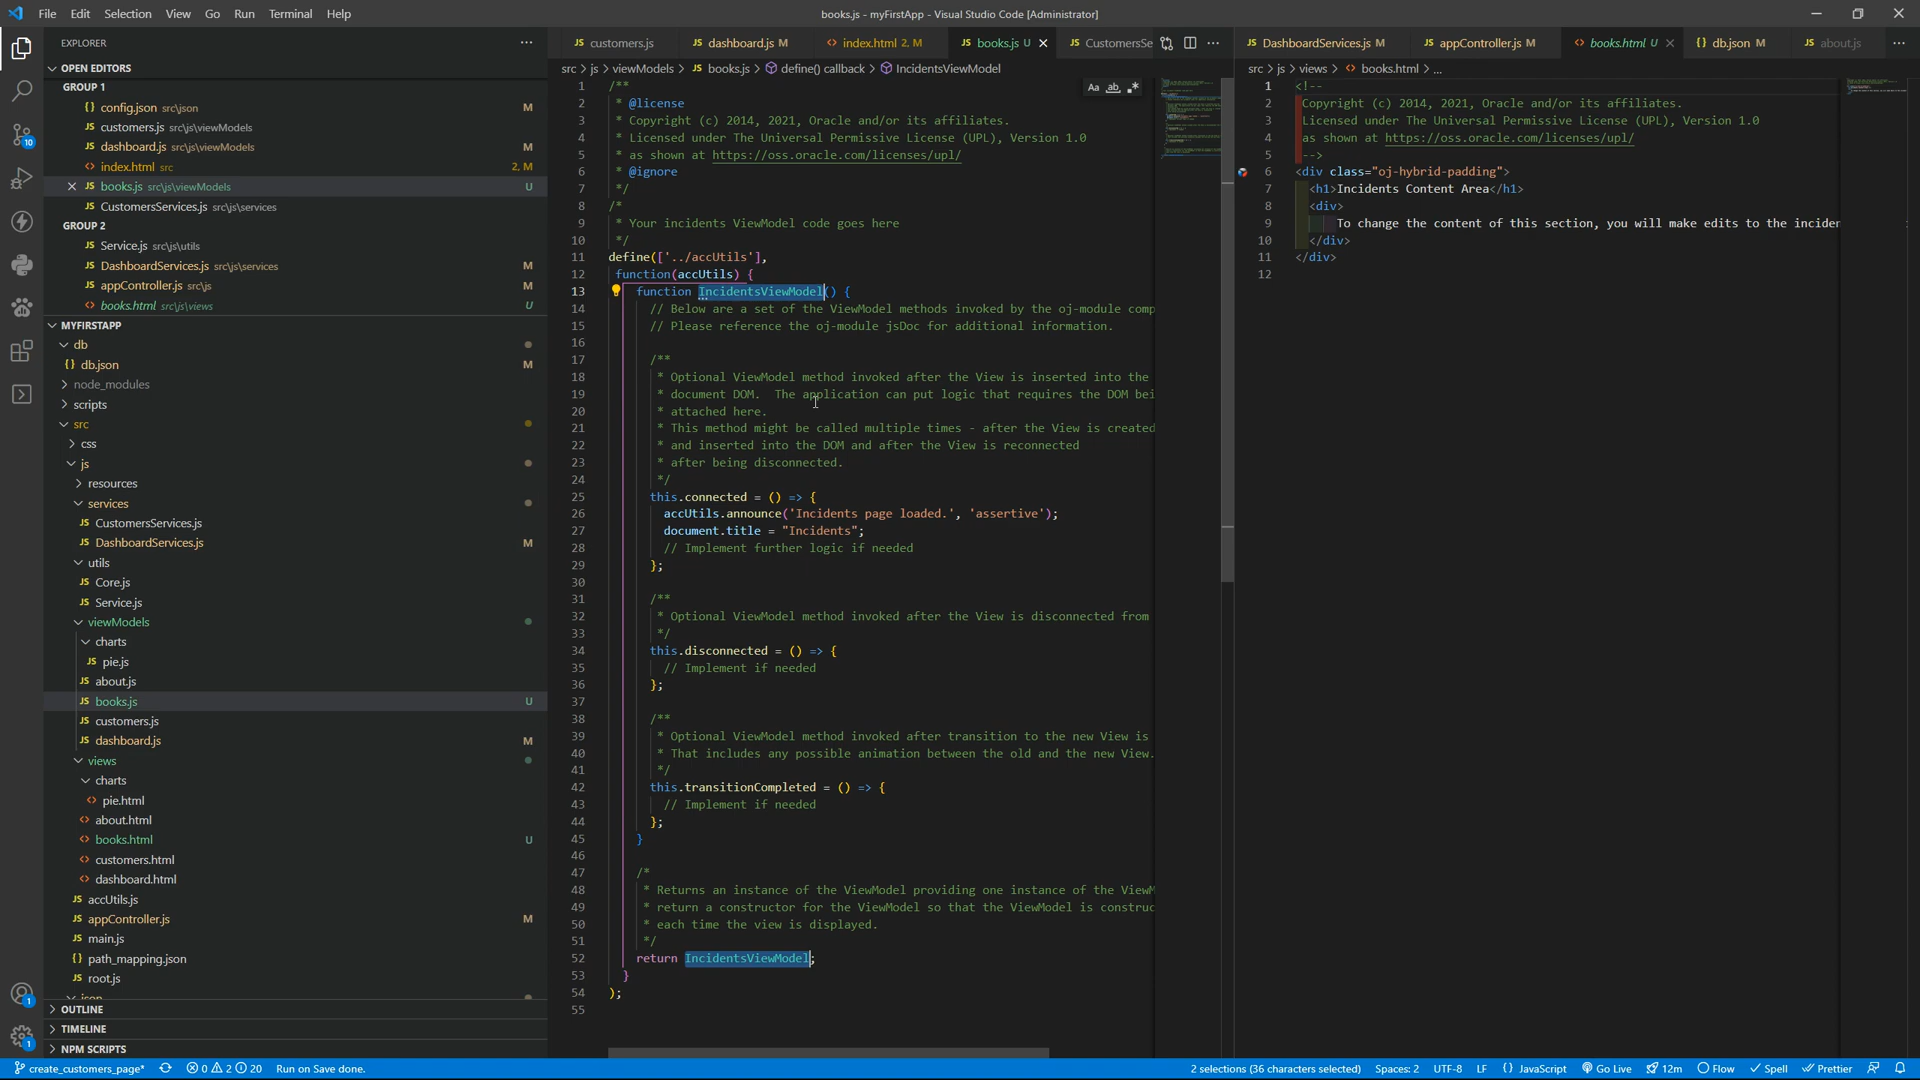 File Edit Selection View Go Run Terminal Help
books.js - myFirstApp - Visual Studio Code [Administrator]
EXPLORER
OPEN EDITORS
GROUP 1
config.json src\json M
customers.js src\js\viewModels
dashboard.js src\js\viewModels M
index.html src 2, M
books.js src\js\viewModels U
CustomersServices.js src\js\services
GROUP 2
Service.js src\js\utils
DashboardServices.js src\js\services M
appController.js src\js M
books.html src\js\views U
MYFIRSTAPP
db
db.json M
node_modules
scripts
src
css
js
resources
services
CustomersServices.js
DashboardServices.js M
utils
Core.js
Service.js
viewModels
charts
pie.js
about.js
books.js U
customers.js
dashboard.js M
views
charts
pie.html
about.html
books.html U
customers.html
dashboard.html
accUtils.js
appController.js M
main.js
path_mapping.json
root.js
json
OUTLINE
TIMELINE
NPM SCRIPTS
customers.js dashboard.js M index.html 2, M books.js U CustomersSe
src > js > viewModels > books.js > define() callback > IncidentsViewModel
1 /**
2 * @license
3 * Copyright (c) 2014, 2021, Oracle and/or its affiliates.
4 * Licensed under The Universal Permissive License (UPL), Version 1.0
5 * as shown at https://oss.oracle.com/licenses/upl/
6 * @ignore
7 */
8 /*
9 * Your incidents ViewModel code goes here
10 */
11 define(['../accUtils'],
12 function(accUtils) {
13 function IncidentsViewModel() {
14 // Below are a set of the ViewModel methods invoked by the oj-module comp
15 // Please reference the oj-module jsDoc for additional information.
16
17 /**
18 * Optional ViewModel method invoked after the View is inserted into the
19 * document DOM. The application can put logic that requires the DOM bei
20 * attached here.
21 * This method might be called multiple times - after the View is created
22 * and inserted into the DOM and after the View is reconnected
23 * after being disconnected.
24 */
25 this.connected = () => {
26 accUtils.announce('Incidents page loaded.', 'assertive');
27 document.title = "Incidents";
28 // Implement further logic if needed
29 };
30
31 /**
32 * Optional ViewModel method invoked after the View is disconnected from
33 */
34 this.disconnected = () => {
35 // Implement if needed
36 };
37
38 /**
39 * Optional ViewModel method invoked after transition to the new View is
40 * That includes any possible animation between the old and the new View.
41 */
42 this.transitionCompleted = () => {
43 // Implement if needed
44 };
45 }
46
47 /*
48 * Returns an instance of the ViewModel providing one instance of the ViewM
49 * return a constructor for the ViewModel so that the ViewModel is construc
50 * each time the view is displayed.
51 */
52 return IncidentsViewModel;
53 }
54 );
55
Aa ab
DashboardServices.js M appController.js M books.html U db.json M about.js
src > js > views > books.html > ...
1 <!--
2 Copyright (c) 2014, 2021, Oracle and/or its affiliates.
3 Licensed under The Universal Permissive License (UPL), Version 1.0
4 as shown at https://oss.oracle.com/licenses/upl/
5 -->
6 <div class="oj-hybrid-padding">
7 <h1>Incidents Content Area</h1>
8 <div>
9 To change the content of this section, you will make edits to the inciden
10 </div>
11 </div>
12
10
1
1
create_customers_page* 0 2 20 Run on Save done.
2 selections (36 characters selected) Spaces: 2 UTF-8 LF JavaScript Go Live 12m Flow Spell Prettier